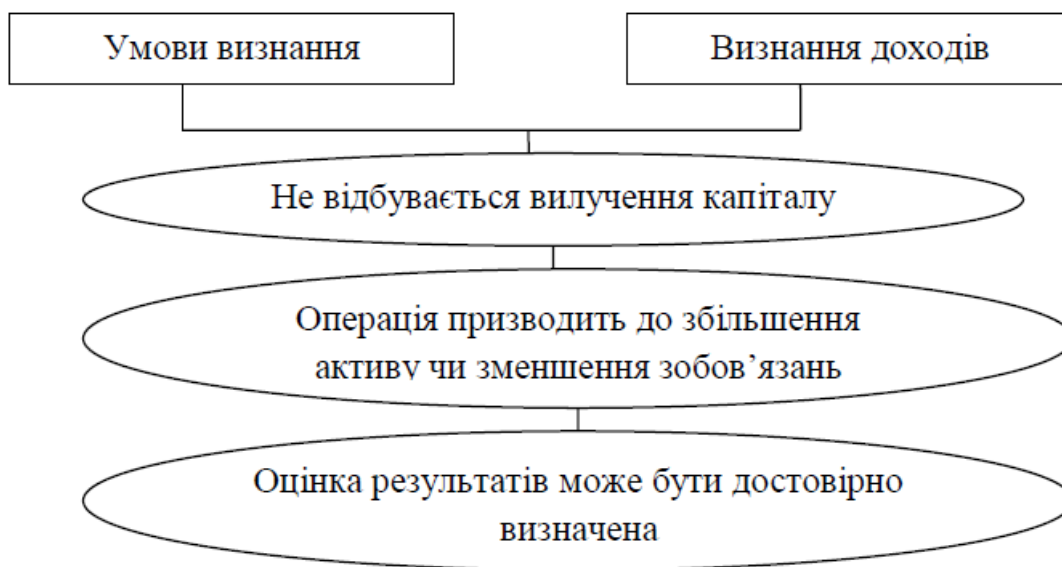 Умови визнання
Визнання доходів
Не відбувається вилучення капіталу
Операція призводить до збільшення
активу чи зменшення зобов’язань
Оцінка результатів може бути достовірно
визначена